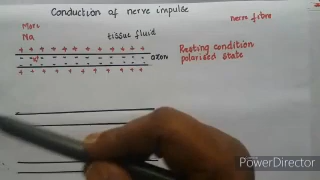 Conduction of nerve impulse
nerve fibre
More
Na
tissue fluid
+ + + + + + + + + + + + +
Resting condition
axon
polarised state
+ + + + + + + + + + + +
PowerDirector